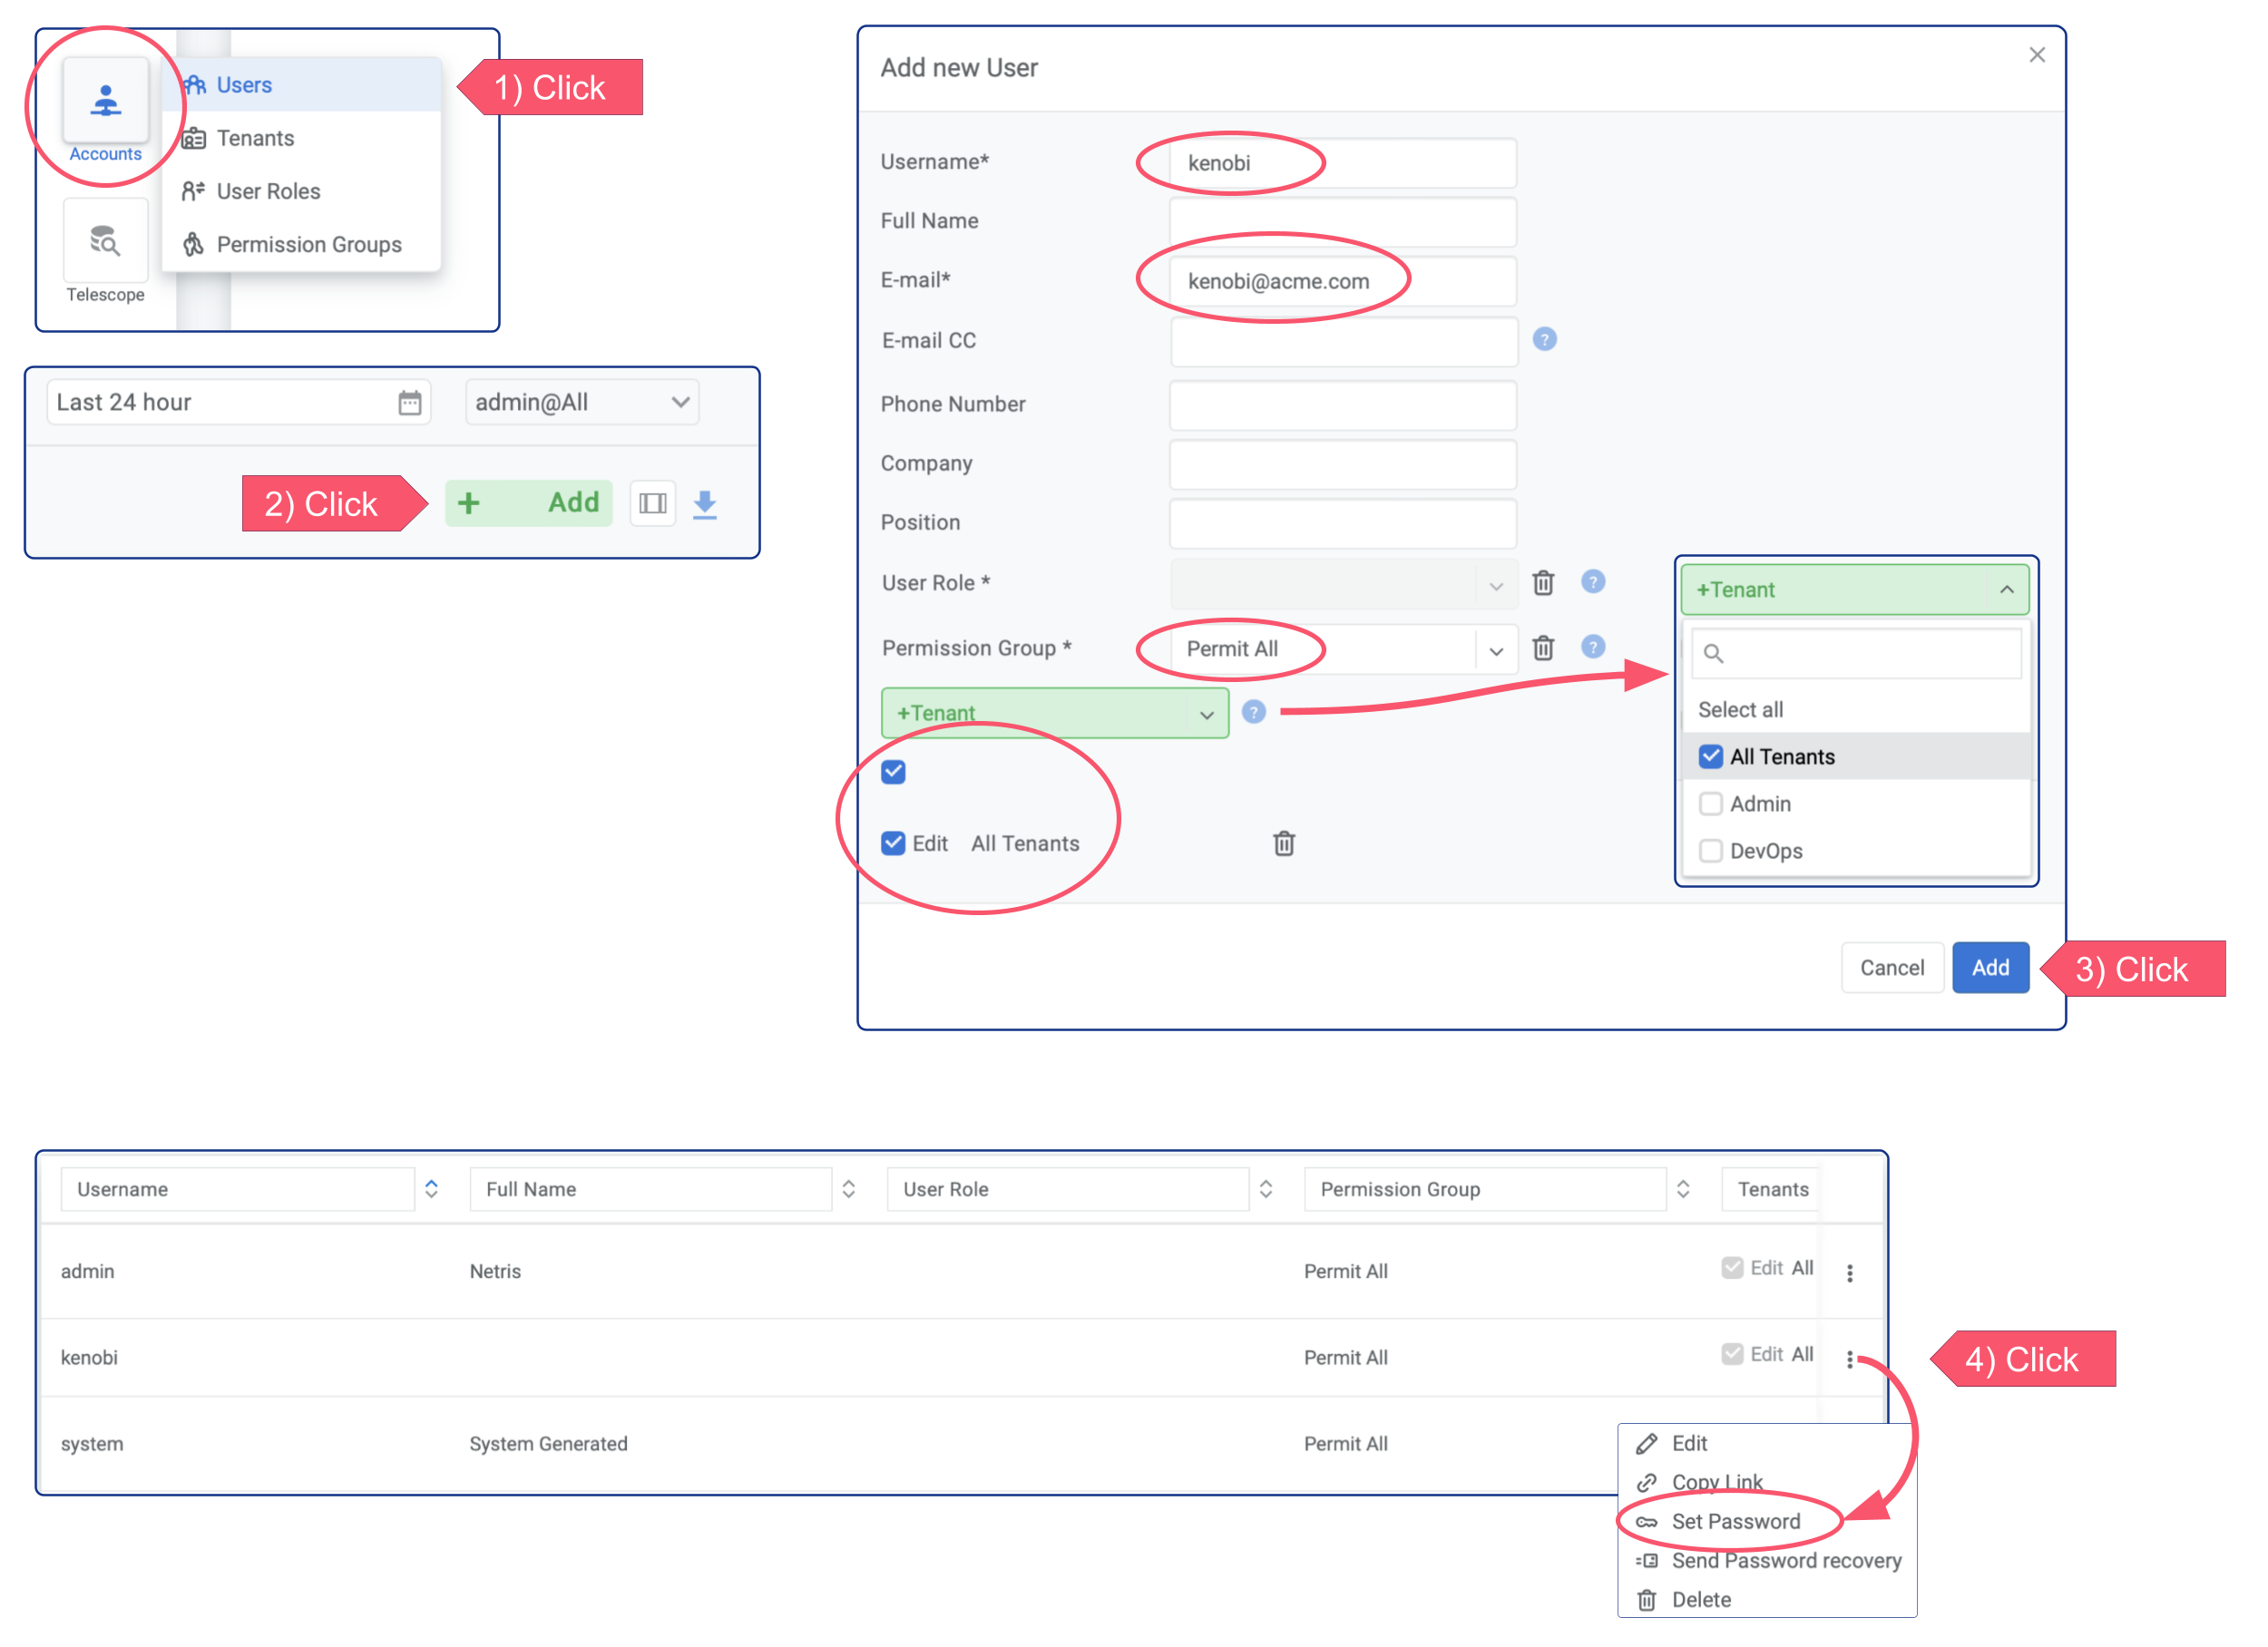 Users
1) Click
Tenants
Accounts
User Roles
Permission Groups
Telescope
Last 24 hour
admin@All
2) Click
+ Add
Add new User
Username*
kenobi
Full Name
E-mail*
kenobi@acme.com
E-mail CC
?
Phone Number
Company
Position
User Role *
?
Permission Group *
Permit All
?
+Tenant
?
Edit All Tenants
+Tenant
Select all
All Tenants
Admin
DevOps
Cancel
Add
3) Click
Username Full Name User Role Permission Group Tenants
admin Netris Permit All Edit All
kenobi Permit All Edit All
4) Click
system System Generated Permit All
Edit
Copy Link
Set Password
Send Password recovery
Delete